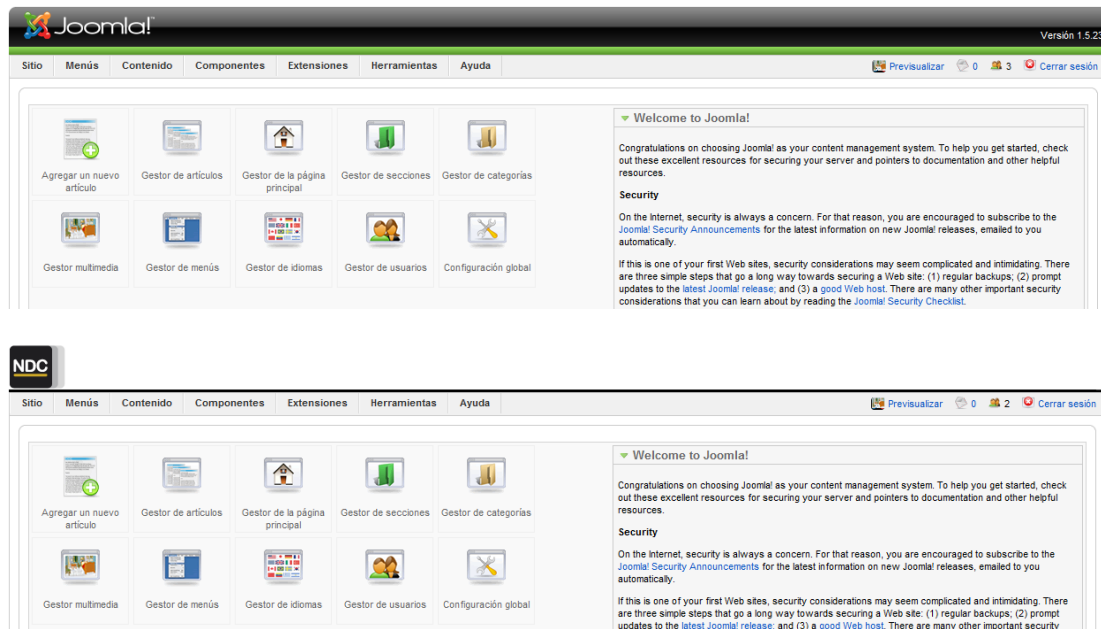 Joomla!
Versión 1.5.23
Sitio Menús Contenido Componentes Extensiones Herramientas Ayuda Previsualizar 0 3 Cerrar sesión
Welcome to Joomla!
Congratulations on choosing Joomla! as your content management system. To help you get started, check
out these excellent resources for securing your server and pointers to documentation and other helpful
resources.
Agregar un nuevo
artículo
Gestor de artículos
Gestor de la página
principal
Gestor de secciones
Gestor de categorías
Security
On the Internet, security is always a concern. For that reason, you are encouraged to subscribe to the
Joomla! Security Announcements for the latest information on new Joomla! releases, emailed to you
automatically.
Gestor multimedia
Gestor de menús
Gestor de idiomas
Gestor de usuarios
Configuración global
If this is one of your first Web sites, security considerations may seem complicated and intimidating. There
are three simple steps that go a long way towards securing a Web site: (1) regular backups; (2) prompt
updates to the latest Joomla! release; and (3) a good Web host. There are many other important security
considerations that you can learn about by reading the Joomla! Security Checklist.
NDC
Sitio Menús Contenido Componentes Extensiones Herramientas Ayuda Previsualizar 0 2 Cerrar sesión
Welcome to Joomla!
Congratulations on choosing Joomla! as your content management system. To help you get started, check
out these excellent resources for securing your server and pointers to documentation and other helpful
resources.
Agregar un nuevo
artículo
Gestor de artículos
Gestor de la página
principal
Gestor de secciones
Gestor de categorías
Security
On the Internet, security is always a concern. For that reason, you are encouraged to subscribe to the
Joomla! Security Announcements for the latest information on new Joomla! releases, emailed to you
automatically.
Gestor multimedia
Gestor de menús
Gestor de idiomas
Gestor de usuarios
Configuración global
If this is one of your first Web sites, security considerations may seem complicated and intimidating. There
are three simple steps that go a long way towards securing a Web site: (1) regular backups; (2) prompt
updates to the latest Joomla! release; and (3) a good Web host. There are many other important security